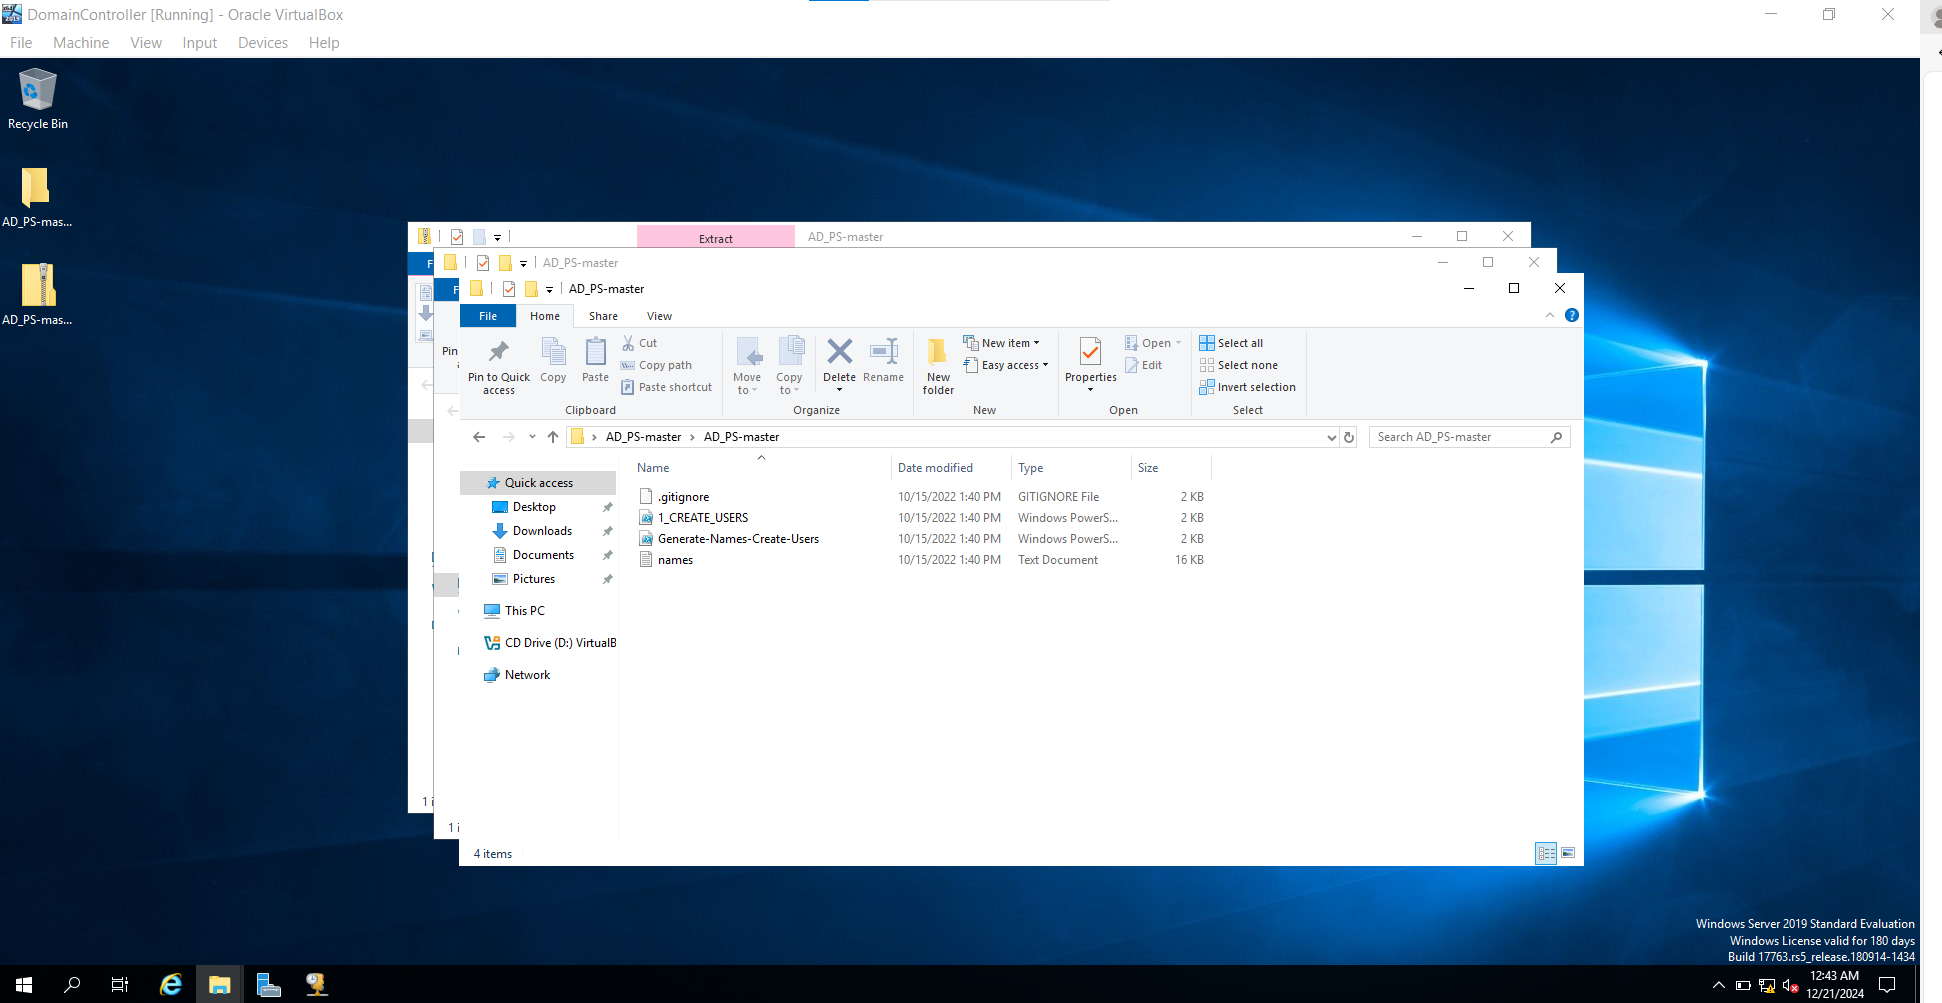 DomainController [Running] - Oracle VirtualBox
File Machine View Input Devices Help
Recycle Bin
AD_PS-mas...
AD_PS-mas...
Extract AD_PS-master
AD_PS-master
AD_PS-master
File Home Share View
Pin to Quick access
Copy
Paste
Cut
Copy path
Paste shortcut
Clipboard
Move to
Copy to
Delete
Rename
Organize
New folder
New item
Easy access
New
Properties
Open
Edit
Open
Select all
Select none
Invert selection
Select
AD_PS-master > AD_PS-master
Search AD_PS-master
Name Date modified Type Size
.gitignore 10/15/2022 1:40 PM GITIGNORE File 2 KB
1_CREATE_USERS 10/15/2022 1:40 PM Windows PowerS... 2 KB
Generate-Names-Create-Users 10/15/2022 1:40 PM Windows PowerS... 2 KB
names 10/15/2022 1:40 PM Text Document 16 KB
Quick access
Desktop
Downloads
Documents
Pictures
This PC
CD Drive (D:) VirtualB
Network
4 items
Windows Server 2019 Standard Evaluation
Windows License valid for 180 days
Build 17763.rs5_release.180914-1434
12:43 AM
12/21/2024